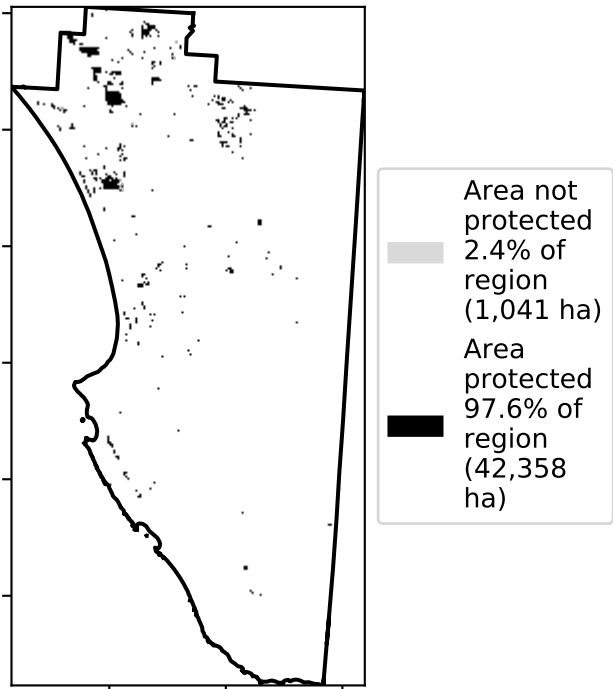 Area not
protected
2.4% of
region
(1,041 ha)
Area
protected
97.6% of
region
(42,358
ha)